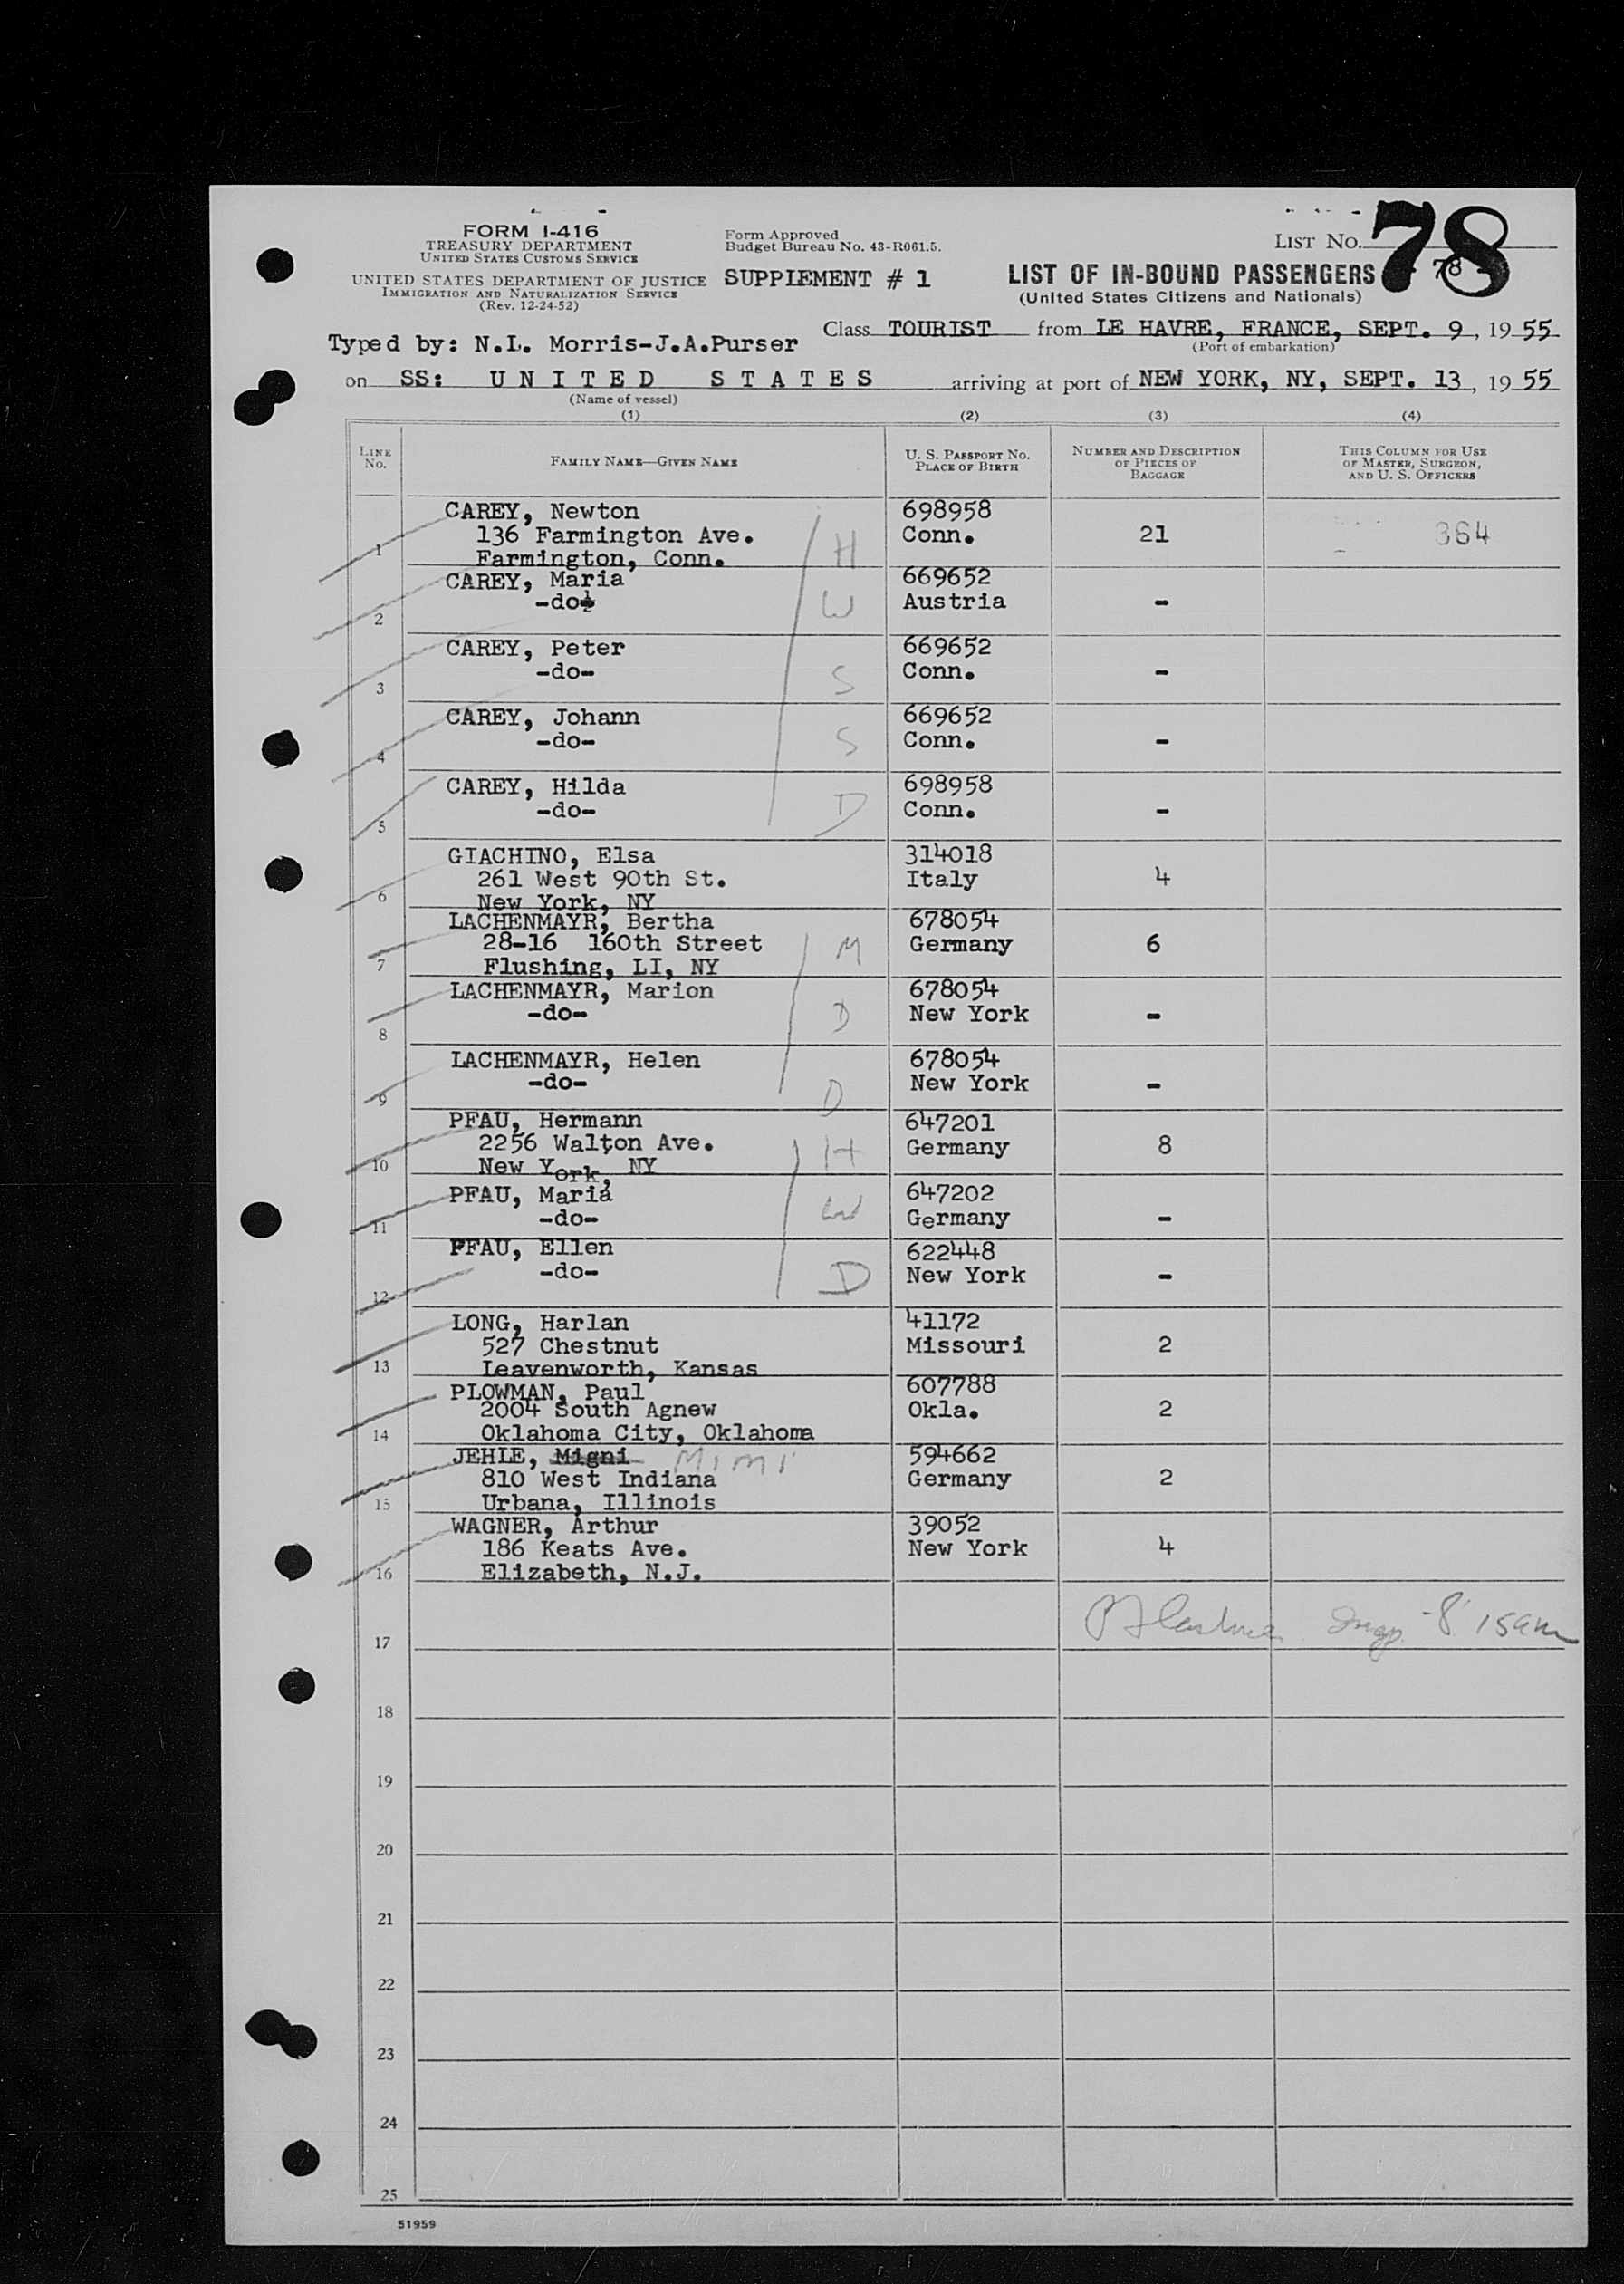 FORM I-416
TREASURY DEPARTMENT
UNITED STATES CUSTOMS SERVICE
UNITED STATES DEPARTMENT OF JUSTICE
IMMIGRATION AND NATURALIZATION SERVICE
(Rev. 12-24-52)
Form Approved
Budget Bureau No. 43-R061.5.
SUPPLEMENT # 1
LIST NO. 78
78
LIST OF IN-BOUND PASSENGERS
(United States Citizens and Nationals)
Typed by: N.L. Morris-J.A.Purser
Class TOURIST from LE HAVRE, FRANCE, SEPT. 9, 19 55
(Port of embarkation)
on SS: U N I T E D S T A T E S arriving at port of NEW YORK, NY, SEPT. 13, 19 55
(Name of vessel)
(1) (2) (3) (4)
LINE NO.
FAMILY NAME—GIVEN NAME
U. S. PASSPORT NO.
PLACE OF BIRTH
NUMBER AND DESCRIPTION
OF PIECES OF
BAGGAGE
THIS COLUMN FOR USE
OF MASTER, SURGEON,
AND U. S. OFFICERS
CAREY, Newton 698958
1 136 Farmington Ave. H Conn. 21 364
Farmington, Conn.
CAREY, Maria 669652
2 -do- W Austria -
CAREY, Peter 669652
3 -do- S Conn. -
CAREY, Johann 669652
4 -do- S Conn. -
CAREY, Hilda 698958
5 -do- D Conn. -
GIACHINO, Elsa 314018
6 261 West 90th St. Italy 4
New York, NY
LACHENMAYR, Bertha 678054
7 28-16 160th Street M Germany 6
Flushing, LI, NY
LACHENMAYR, Marion 678054
8 -do- D New York -
LACHENMAYR, Helen 678054
9 -do- D New York -
PFAU, Hermann 647201
10 2256 Walton Ave. H Germany 8
New York, NY
PFAU, Maria 647202
11 -do- W Germany -
PFAU, Ellen 622448
12 -do- D New York -
LONG, Harlan 41172
13 527 Chestnut Missouri 2
Leavenworth, Kansas
PLOWMAN, Paul 607788
14 2004 South Agnew Okla. 2
Oklahoma City, Oklahoma
JEHLE, Migni Mimi 594662
15 810 West Indiana Germany 2
Urbana, Illinois
WAGNER, Arthur 39052
16 186 Keats Ave. New York 4
Elizabeth, N.J.
17
18
19
20
21
22
23
24
25
51959